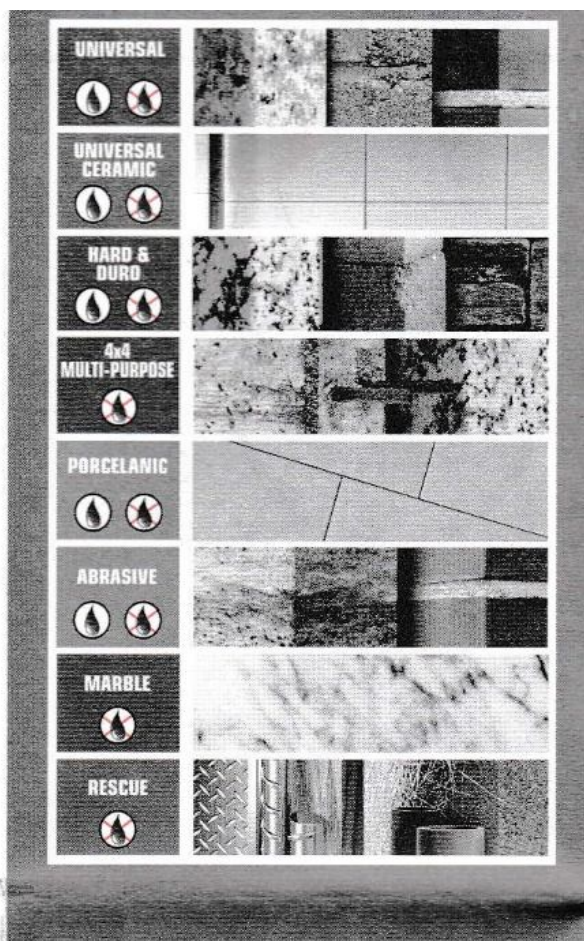 UNIVERSAL
UNIVERSAL
CERAMIC
HARD &
DURO
4x4
MULTI-PURPOSE
PORCELANIC
ABRASIVE
MARBLE
RESCUE